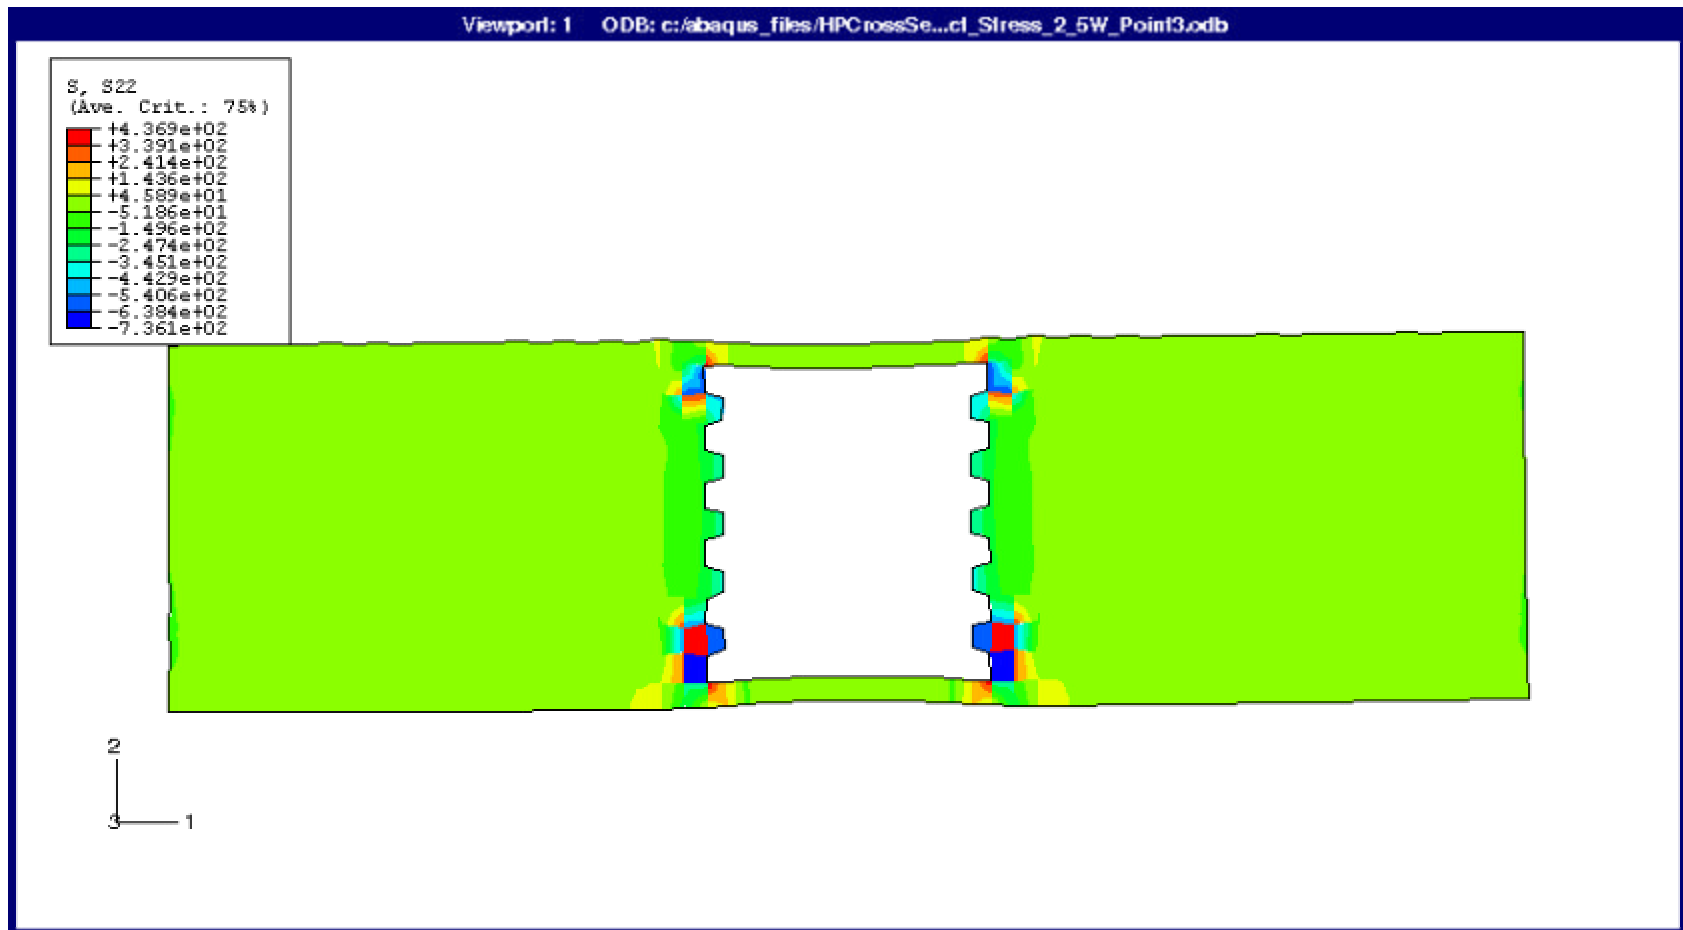 Viewport: 1 ODB: c:/abaqus_files/HPCrossSe...ct_Stress_2_5W_Point3.odb
S, S22
(Ave. Crit.: 75%)
+4.369e+02
+3.391e+02
+2.414e+02
+1.436e+02
+4.589e+01
-5.186e+01
-1.496e+02
-2.474e+02
-3.451e+02
-4.429e+02
-5.406e+02
-6.384e+02
-7.361e+02
2
3 1